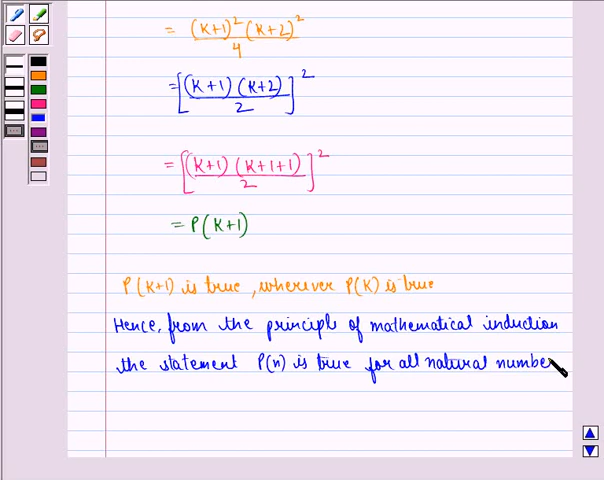 = (K+1)² (K+2)² / 4
= [(K+1) (K+2) / 2]²
= [(K+1) (K+1+1) / 2]²
= P(K+1)
P(K+1) is true, wherever P(K) is true
Hence, from the principle of mathematical induction
the statement P(n) is true for all natural numbe